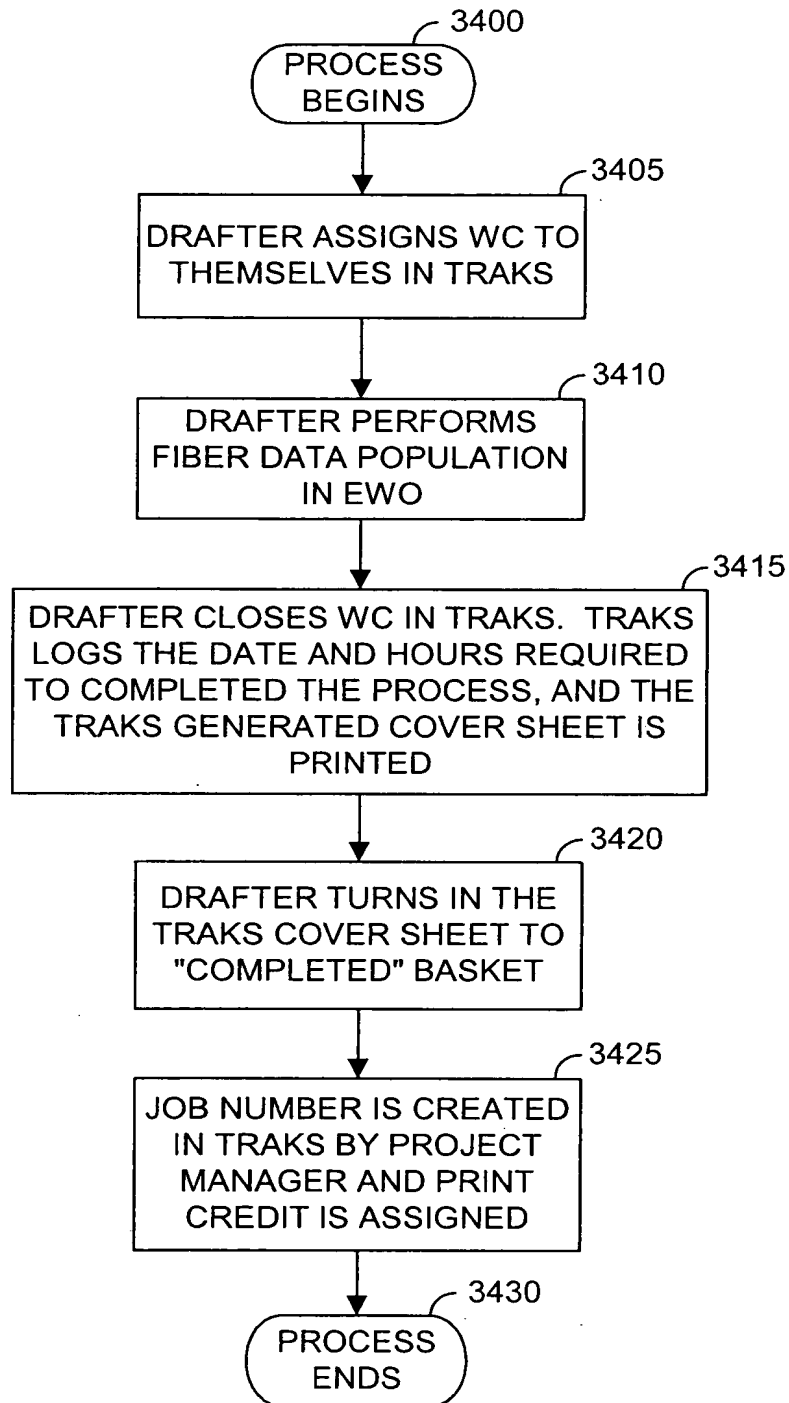 3400
PROCESS
BEGINS
3405
DRAFTER ASSIGNS WC TO
THEMSELVES IN TRAKS
3410
DRAFTER PERFORMS
FIBER DATA POPULATION
IN EWO
3415
DRAFTER CLOSES WC IN TRAKS. TRAKS
LOGS THE DATE AND HOURS REQUIRED
TO COMPLETED THE PROCESS, AND THE
TRAKS GENERATED COVER SHEET IS
PRINTED
3420
DRAFTER TURNS IN THE
TRAKS COVER SHEET TO
"COMPLETED" BASKET
3425
JOB NUMBER IS CREATED
IN TRAKS BY PROJECT
MANAGER AND PRINT
CREDIT IS ASSIGNED
3430
PROCESS
ENDS